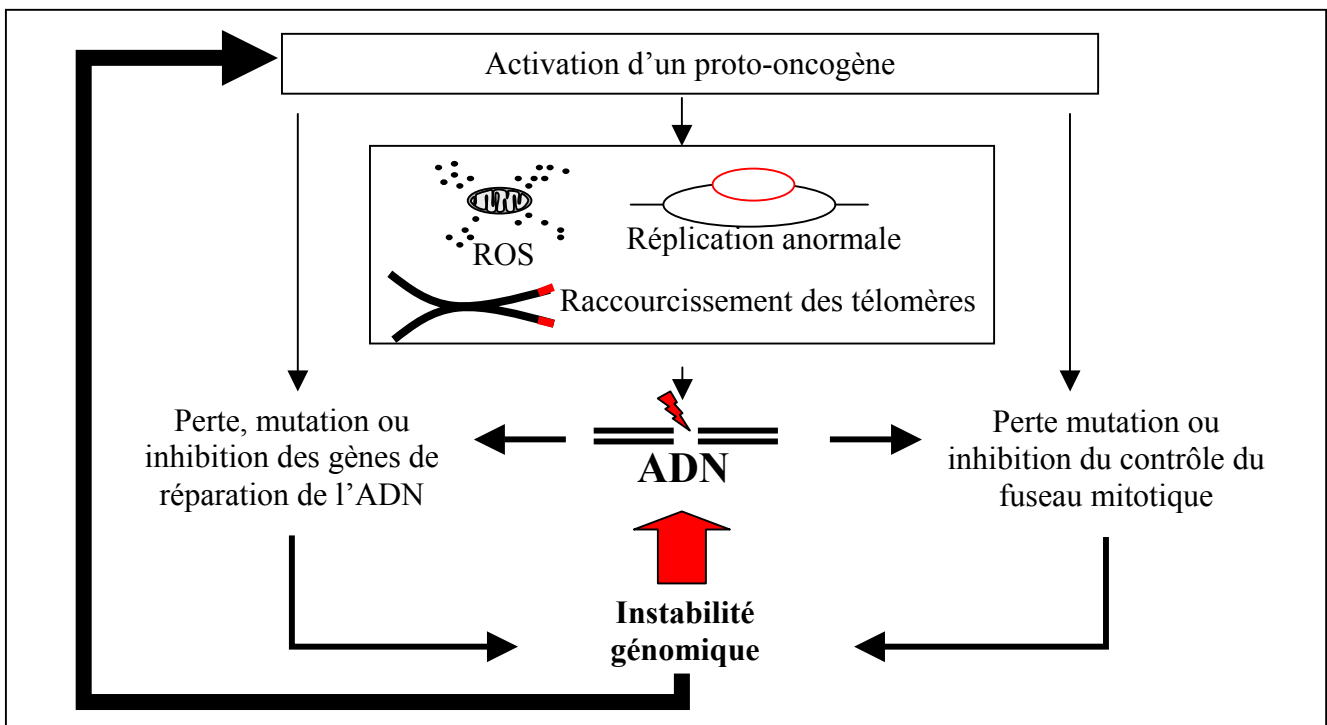 Activation d’un proto-oncogène
ROS
Réplication anormale
Raccourcissement des télomères
Perte, mutation ou
inhibition des gènes de
réparation de l’ADN
ADN
Perte mutation ou
inhibition du contrôle du
fuseau mitotique
Instabilité
génomique